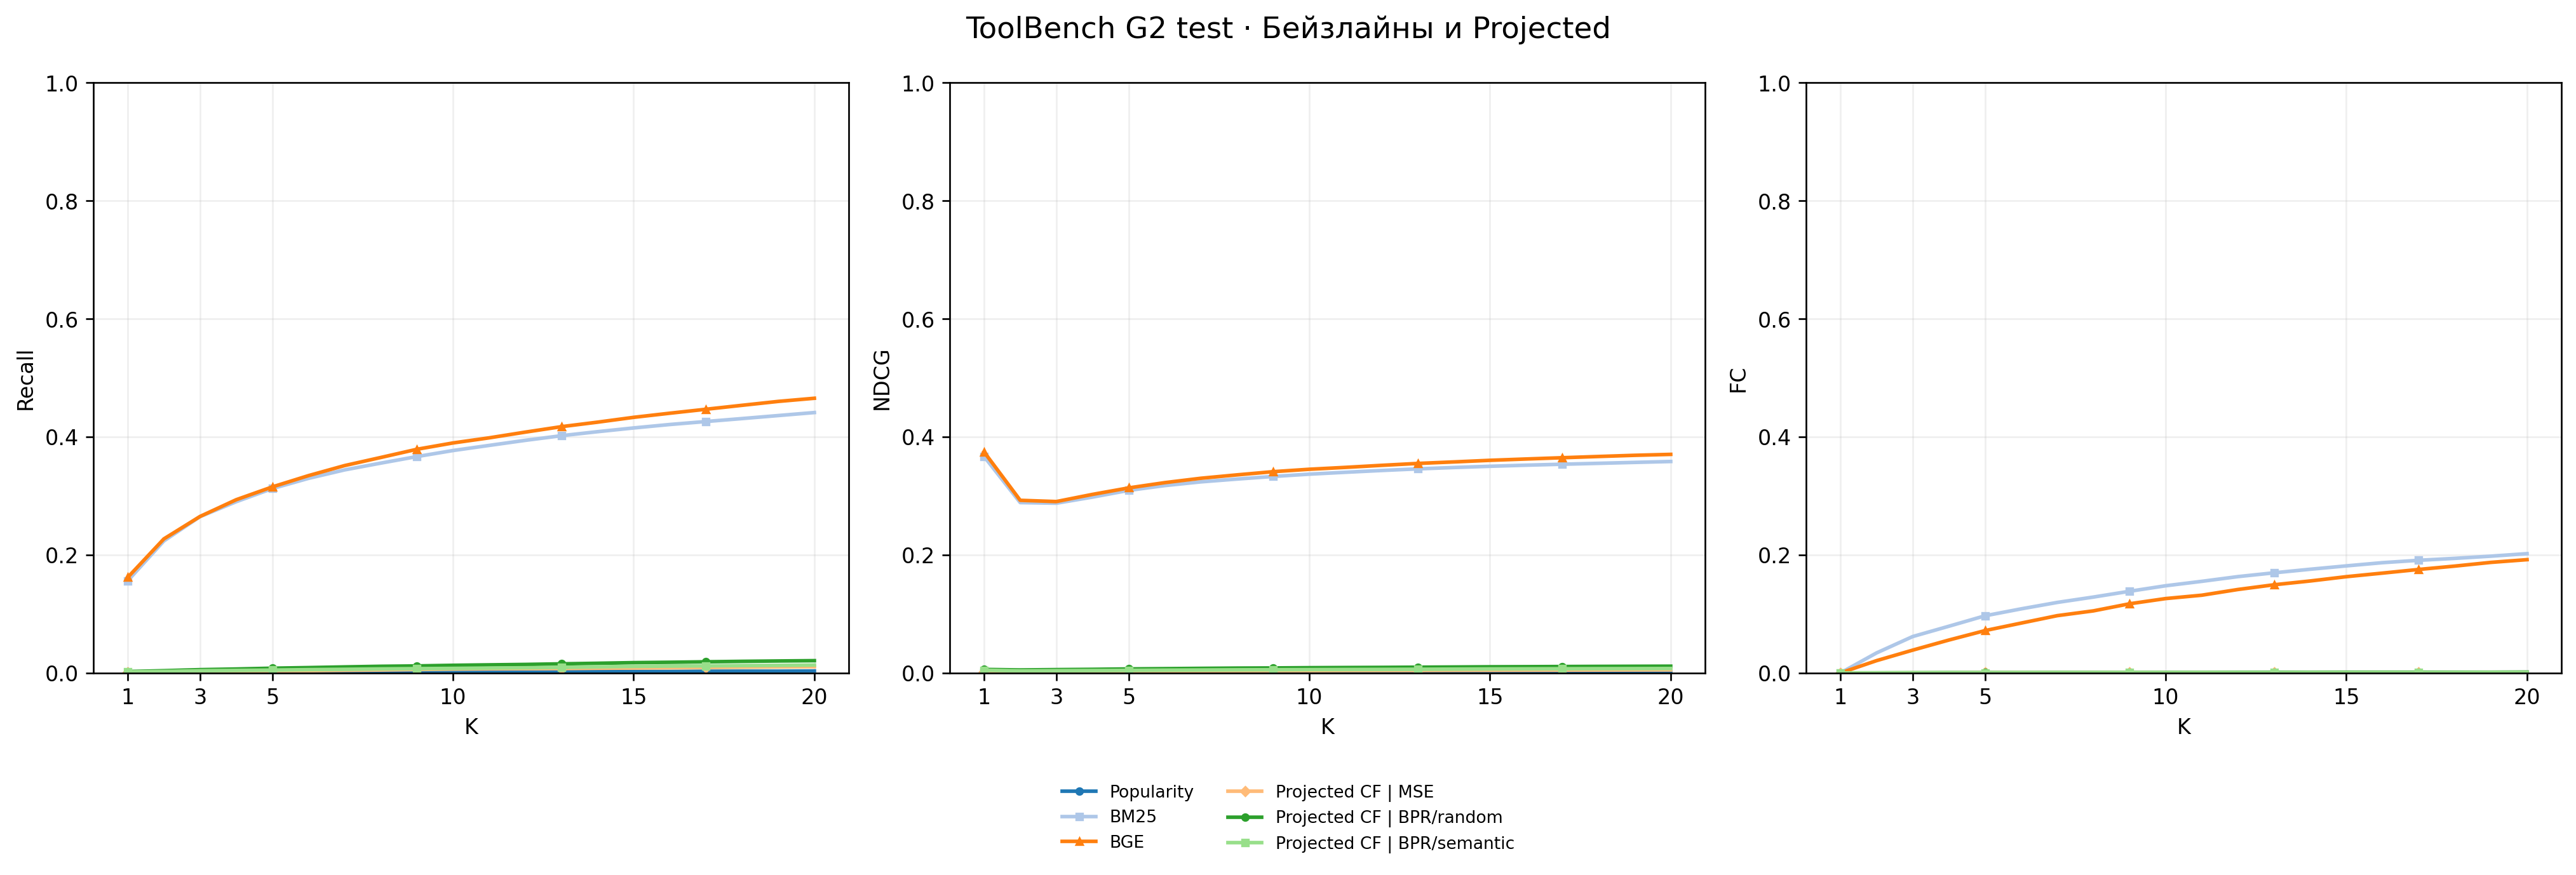 ToolBench G2 test · Бейзлайны и Projected
Recall
1.0
0.8
0.6
0.4
0.2
0.0
1 3 5 10 15 20
K
NDCG
1.0
0.8
0.6
0.4
0.2
0.0
1 3 5 10 15 20
K
FC
1.0
0.8
0.6
0.4
0.2
0.0
1 3 5 10 15 20
K
Popularity
BM25
BGE
Projected CF | MSE
Projected CF | BPR/random
Projected CF | BPR/semantic